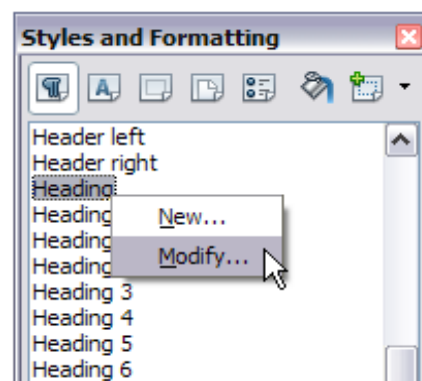 Styles and Formatting
Header left
Header right
Heading
Heading
New...
Heading
Heading
Modify...
Heading 3
Heading 4
Heading 5
Heading 6